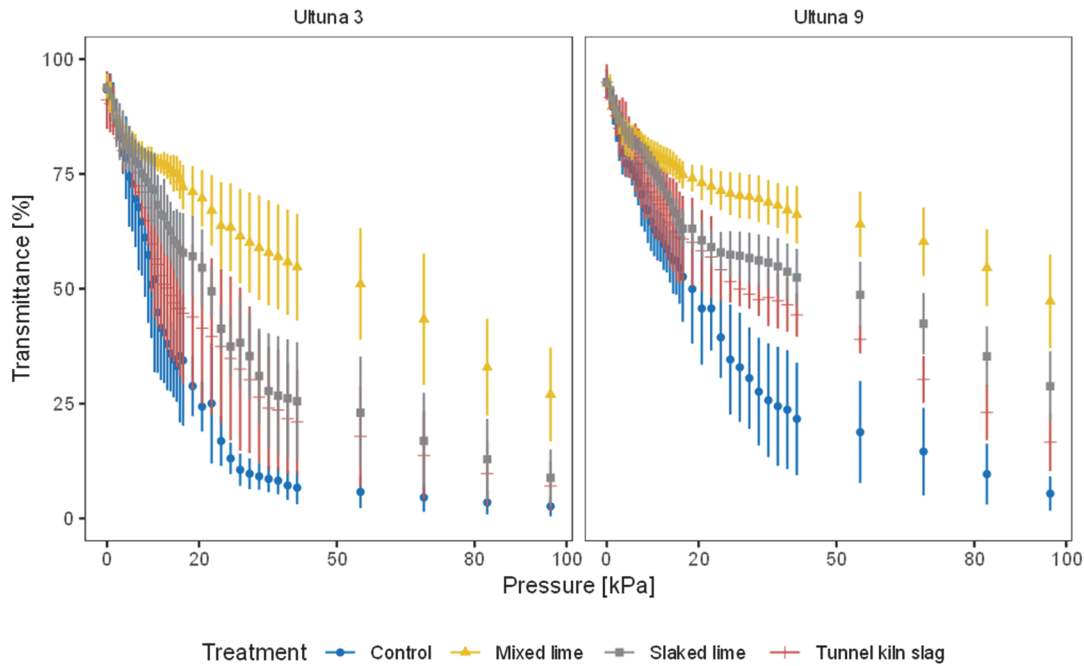 Ultuna 3
Ultuna 9
100
75
50
25
0
Transmittance [%]
0 20 50 80 100
0 20 50 80 100
Pressure [kPa]
Treatment Control Mixed lime Slaked lime Tunnel kiln slag